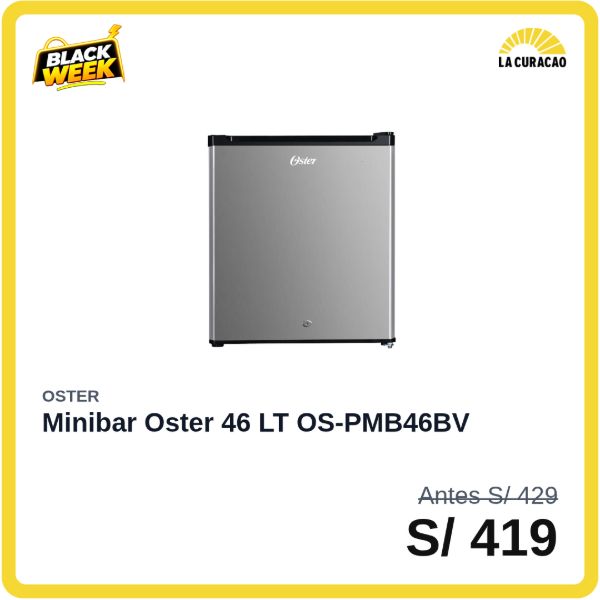 BLACK
WEEK
LA CURACAO
Oster
OSTER
Minibar Oster 46 LT OS-PMB46BV
Antes S/ 429
S/ 419